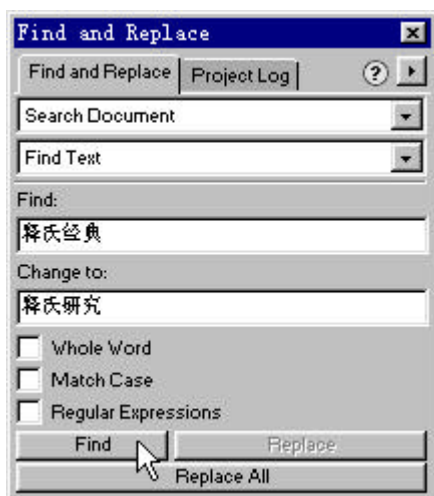 Find and Replace
Find and Replace Project Log ?
Search Document
Find Text
Find:
释氏经典
Change to:
释氏研究
Whole Word
Match Case
Regular Expressions
Find Replace
Replace All